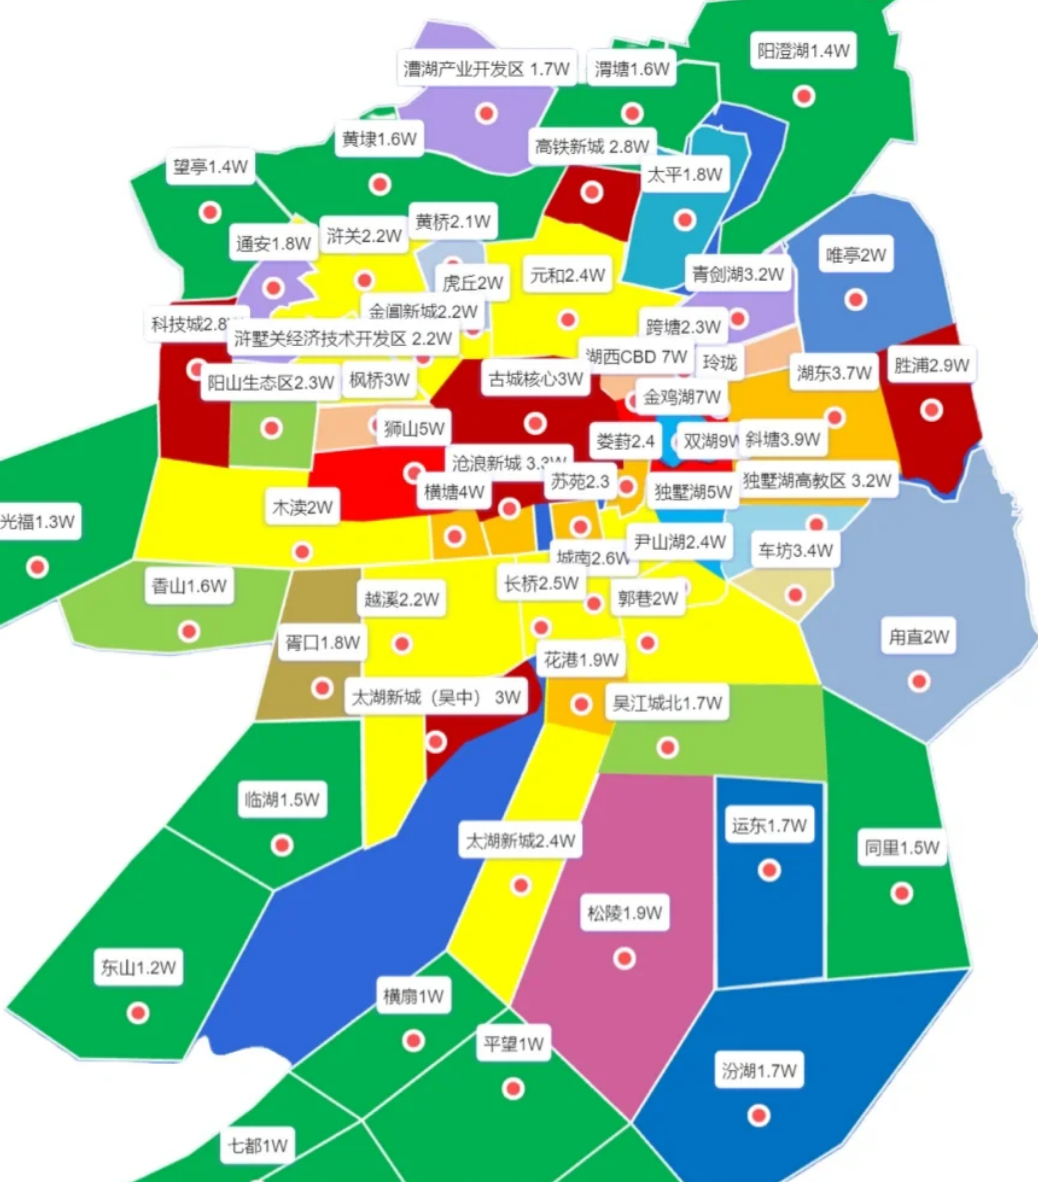 阳澄湖1.4W
漕湖产业开发区 1.7W
渭塘1.6W
黄埭1.6W
高铁新城 2.8W
望亭1.4W
太平1.8W
黄桥2.1W
浒关2.2W
通安1.8W
唯亭2W
元和2.4W
青剑湖3.2W
虎丘2W
金阊新城2.2W
科技城2.8
跨塘2.3W
浒墅关经济技术开发区 2.2W
湖西CBD 7W
玲珑
胜浦2.9W
湖东3.7W
阳山生态区2.3W
枫桥3W
古城核心3W
金鸡湖7W
狮山5W
娄葑2.4
双湖9W
斜塘3.9W
沧浪新城 3.3W
苏苑2.3
独墅湖高教区 3.2W
横塘4W
独墅湖5W
木渎2W
光福1.3W
尹山湖2.4W
车坊3.4W
城南2.6W
香山1.6W
长桥2.5W
越溪2.2W
郭巷2W
甪直2W
胥口1.8W
花港1.9W
太湖新城（吴中） 3W
吴江城北1.7W
临湖1.5W
运东1.7W
太湖新城2.4W
同里1.5W
松陵1.9W
东山1.2W
横扇1W
平望1W
汾湖1.7W
七都1W